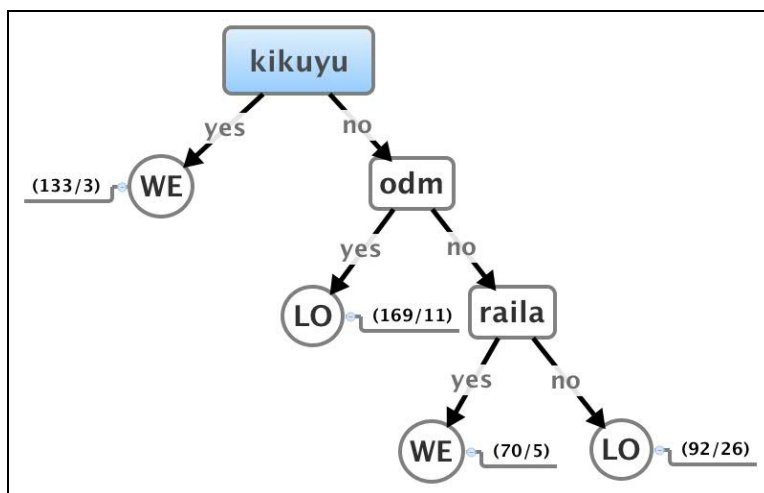 kikuyu
yes
no
(133/3)
WE
odm
yes
no
LO
(169/11)
raila
yes
no
WE
(70/5)
LO
(92/26)